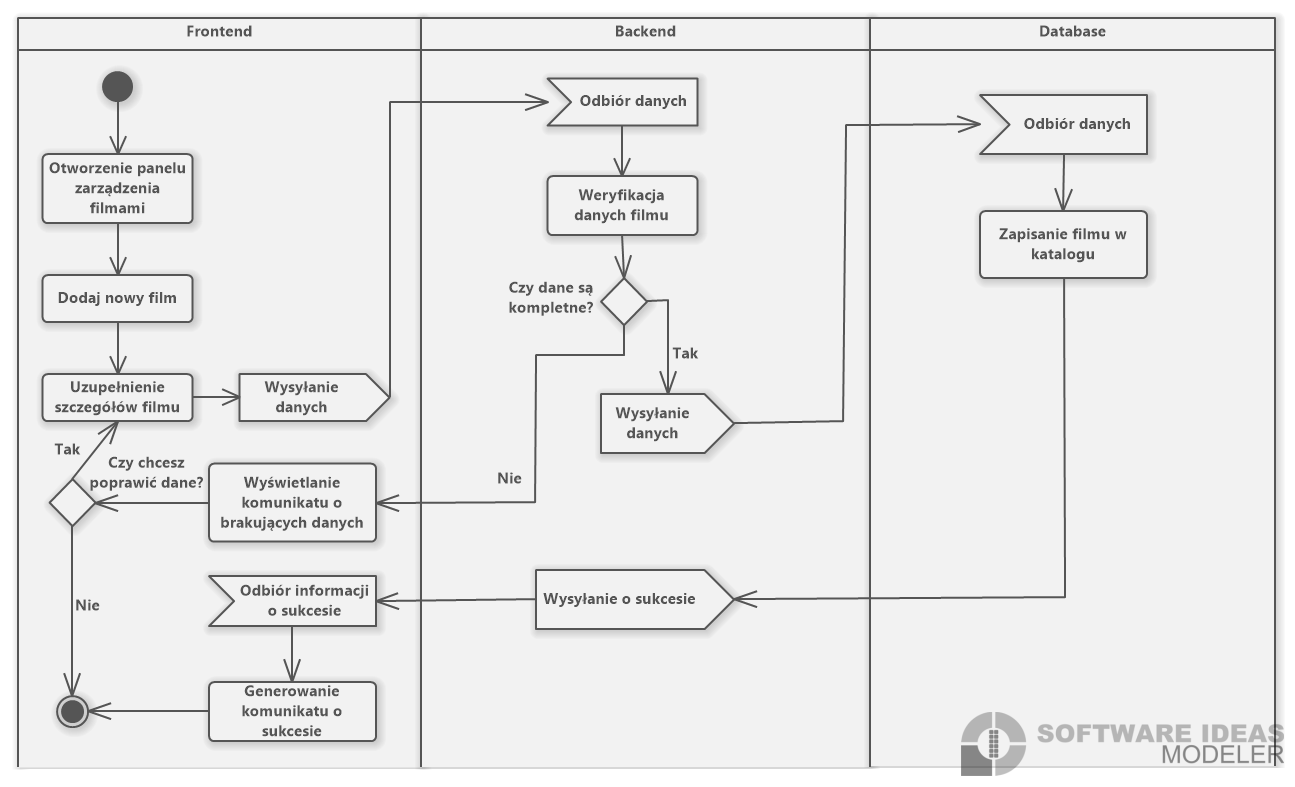 Frontend
Backend
Database
Otworzenie panelu
zarządzenia
filmami
Dodaj nowy film
Uzupełnienie
szczegółów filmu
Wysyłanie
danych
Tak
Czy chcesz
poprawić dane?
Wyświetlanie
komunikatu o
brakujących danych
Nie
Odbiór informacji
o sukcesie
Generowanie
komunikatu o
sukcesie
Odbiór danych
Weryfikacja
danych filmu
Czy dane są
kompletne?
Tak
Wysyłanie
danych
Nie
Wysyłanie o sukcesie
Odbiór danych
Zapisanie filmu w
katalogu
SOFTWARE IDEAS
MODELER